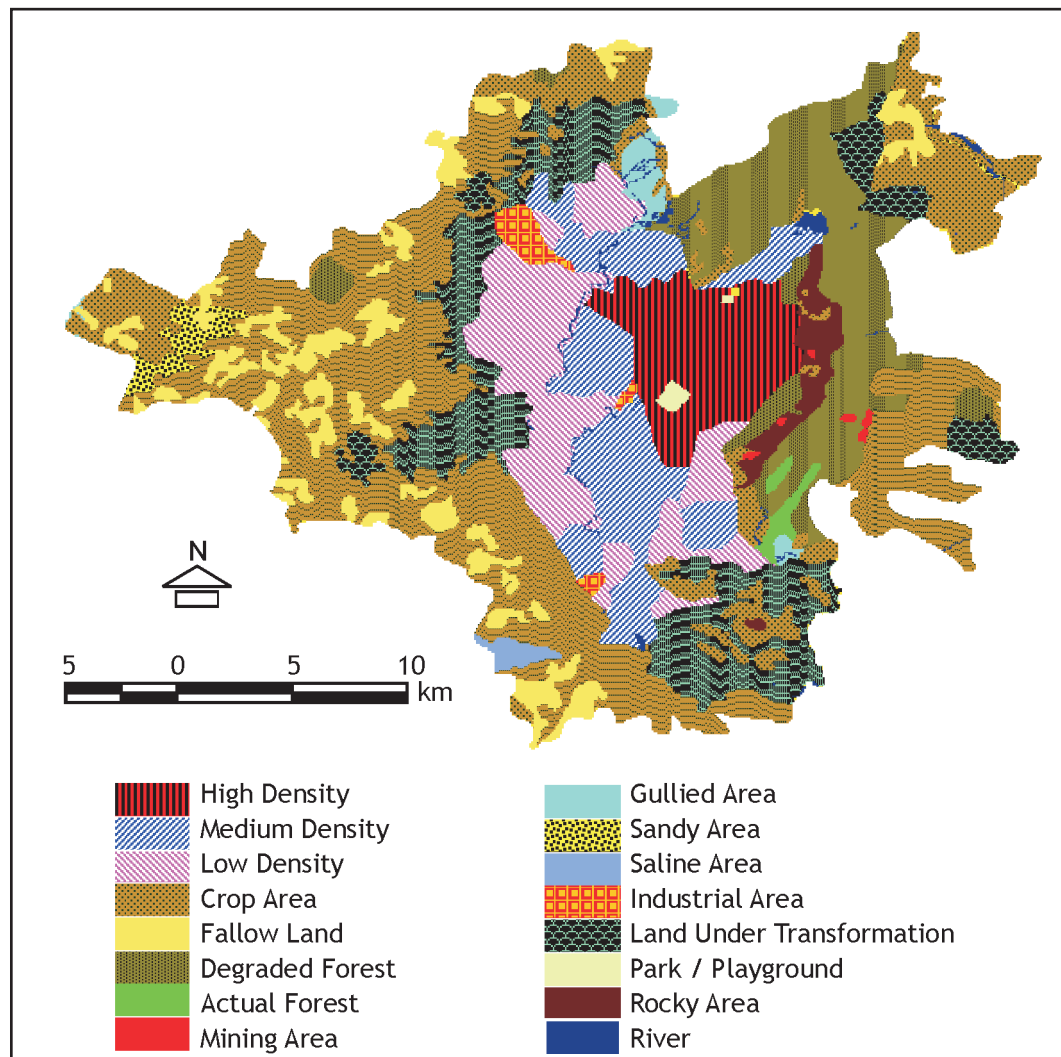 N
5 0 5 10
km
High Density
Medium Density
Low Density
Crop Area
Fallow Land
Degraded Forest
Actual Forest
Mining Area
Gullied Area
Sandy Area
Saline Area
Industrial Area
Land Under Transformation
Park / Playground
Rocky Area
River